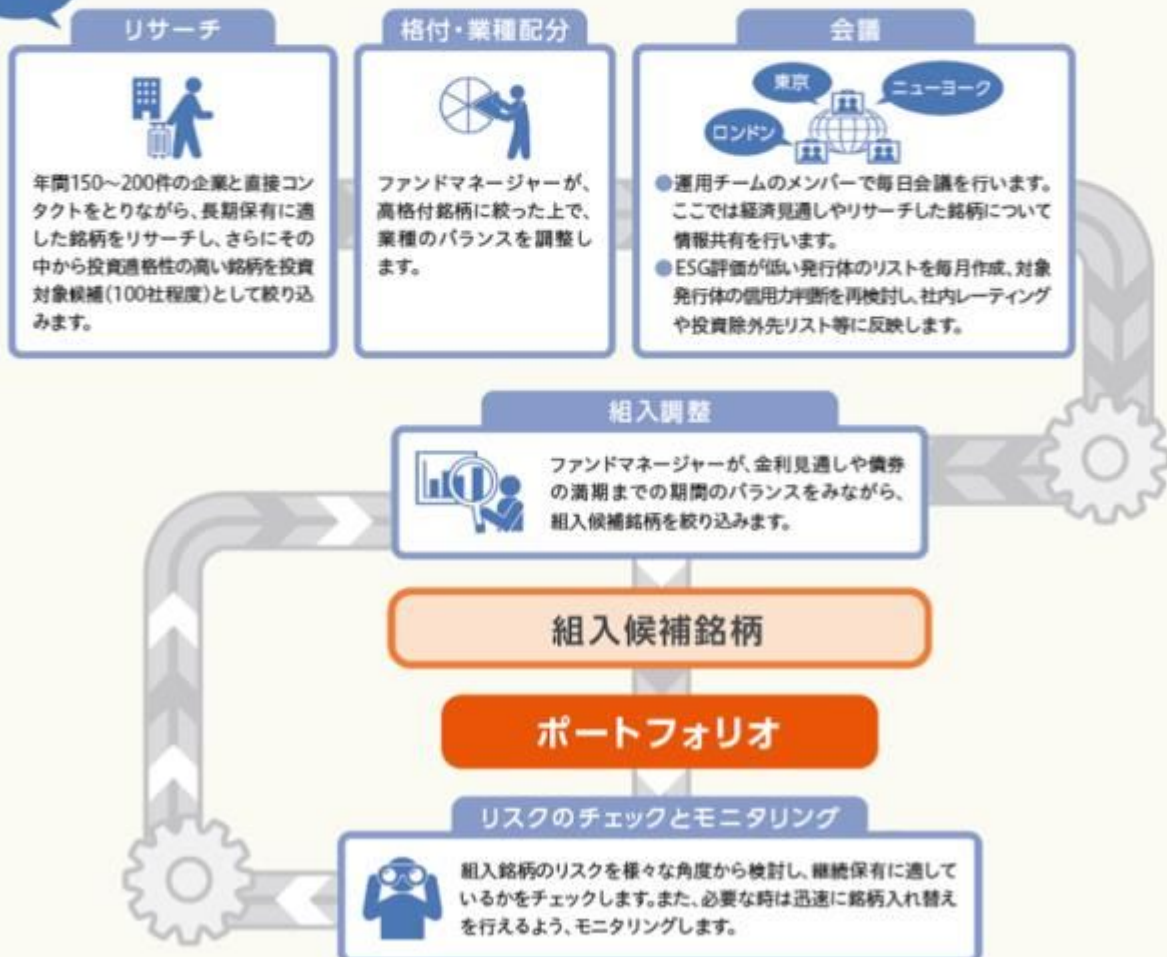 リサーチ
年間150～200件の企業と直接コン
タクトをとりながら、長期保有に適
した銘柄をリサーチし、さらにその
中から投資適格性の高い銘柄を投資
対象候補(100社程度)として絞り込
みます。
格付・業種配分
ファンドマネージャーが、
高格付銘柄に絞った上で、
業種のバランスを調整し
ます。
会議
東京
ニューヨーク
ロンドン
●運用チームのメンバーで毎日会議を行います。
ここでは経済見通しやリサーチした銘柄について
情報共有を行います。
●ESG評価が低い発行体のリストを毎月作成、対象
発行体の信用力判断を再検討し、社内レーティング
や投資除外先リスト等に反映します。
組入調整
ファンドマネージャーが、金利見通しや債券
の満期までの期間のバランスをみながら、
組入候補銘柄を絞り込みます。
組入候補銘柄
ポートフォリオ
リスクのチェックとモニタリング
組入銘柄のリスクを様々な角度から検討し、継続保有に適して
いるかをチェックします。また、必要な時は迅速に銘柄入れ替え
を行えるよう、モニタリングします。